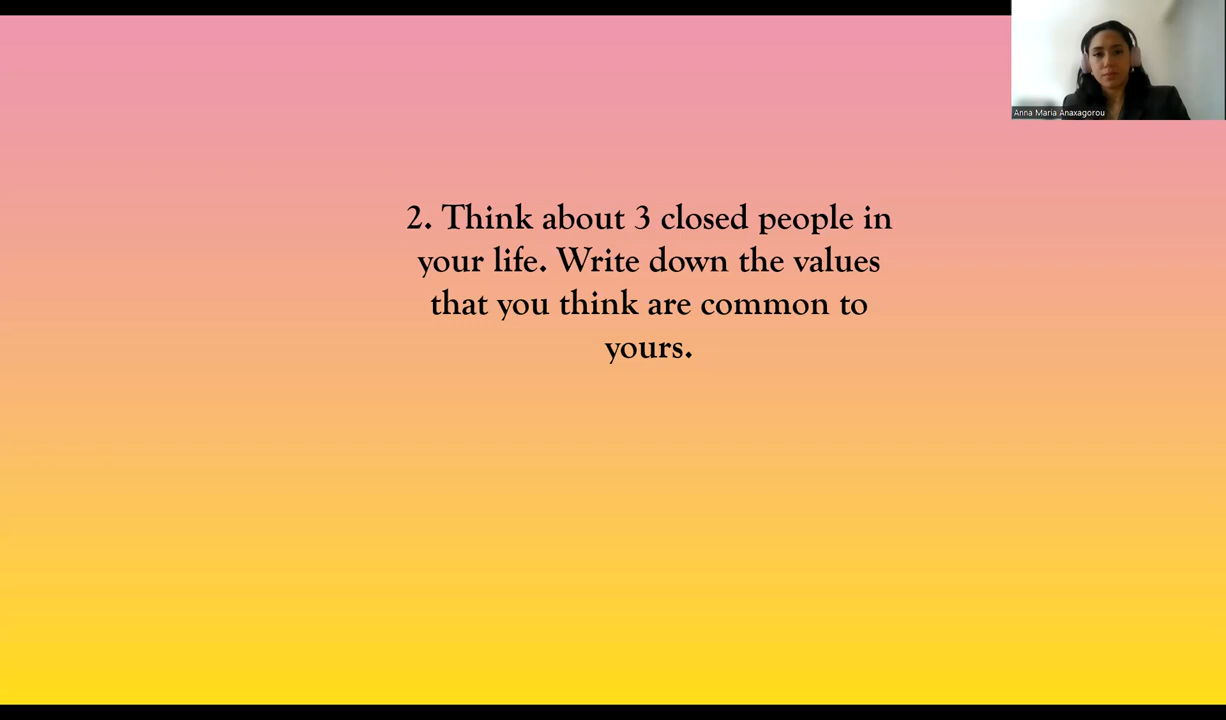 Anna Maria Anaxagorou
2. Think about 3 closed people in
your life. Write down the values
that you think are common to
yours.